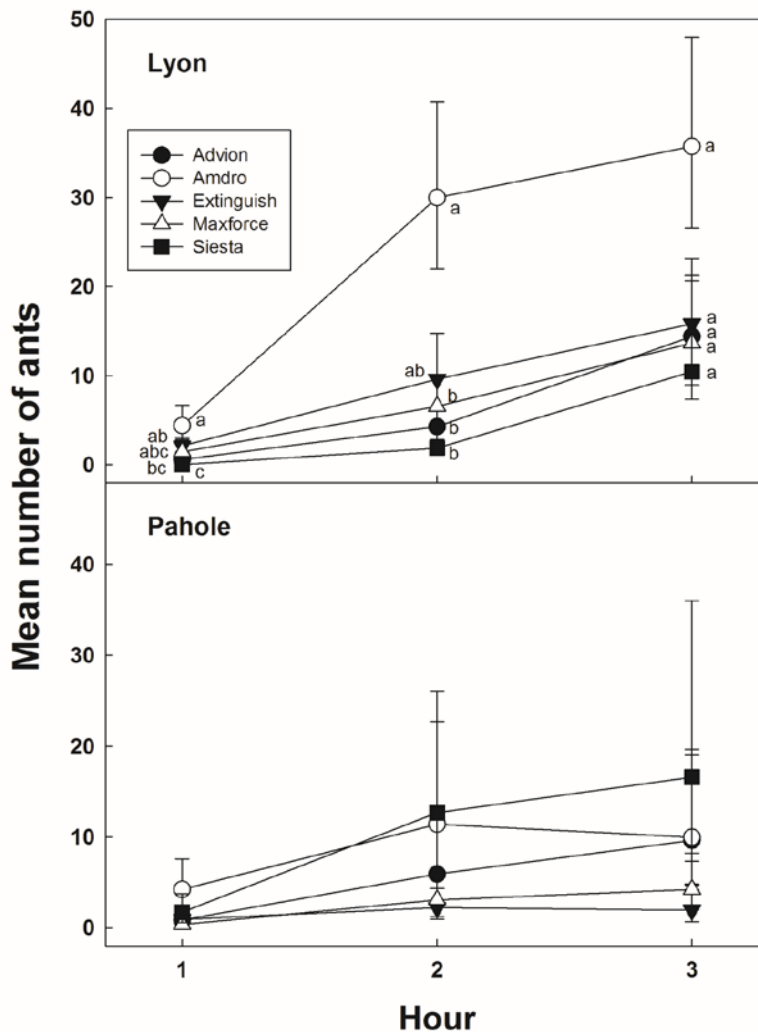 50
Lyon
40
Advion
Amdro
Extinguish
Maxforce
Siesta
30
20
10
0
a
ab
abc
bc
c
a
ab
b
b
b
a
a
a
a
a
Pahole
40
30
20
10
0
1
2
3
Mean number of ants
Hour